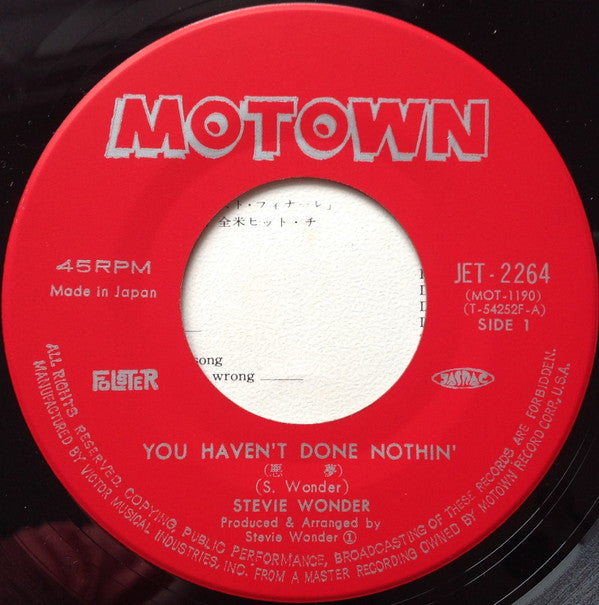 MOTOWN
スト・フィナーレ」
全米ヒット・チ
45RPM
Made in Japan
JET-2264
(MOT-1190)
(T-54252F-A)
SIDE 1
song
wrong
FOLSTER
JASRAC
YOU HAVEN'T DONE NOTHIN'
(悪 夢)
(S. Wonder)
STEVIE WONDER
Produced & Arranged by
Stevie Wonder ①
ALL RIGHTS RESERVED. COPYING, PUBLIC PERFORMANCE, BROADCASTING OF THESE RECORDS ARE FORBIDDEN.
MANUFACTURED BY VICTOR MUSICAL INDUSTRIES, INC. FROM A MASTER RECORDING OWNED BY MOTOWN RECORD CORP., U.S.A.